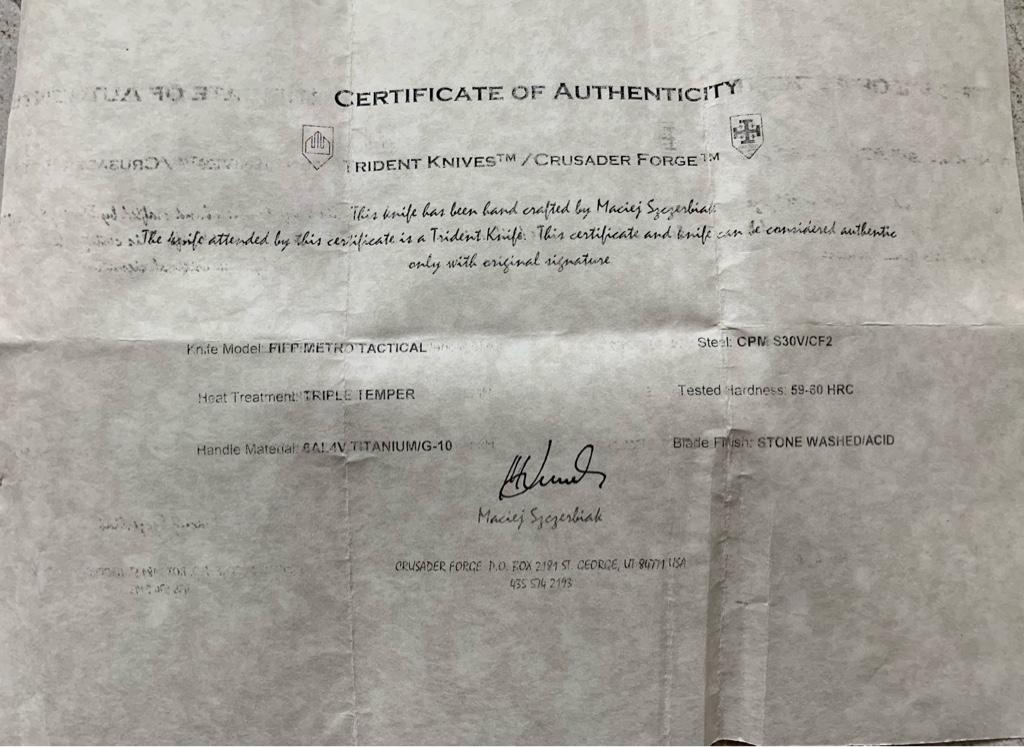 CERTIFICATE OF AUTHENTICITY
TRIDENT KNIVES™ / CRUSADER FORGE™
This knife has been hand crafted by Maciej Szczerbiak
The knife attended by this certificate is a Trident Knife. This certificate and knife can be considered authentic
only with original signature
Knife Model: FIFP METRO TACTICAL
Steel: CPM S30V/CF2
Heat Treatment: TRIPLE TEMPER
Tested Hardness: 59-60 HRC
Handle Material: 6AL4V TITANIUM/G-10
Blade Finish: STONE WASHED/ACID
Maciej Szczerbiak
CRUSADER FORGE P.O. BOX 2181 ST. GEORGE, UT 84771 USA
435 574 2193